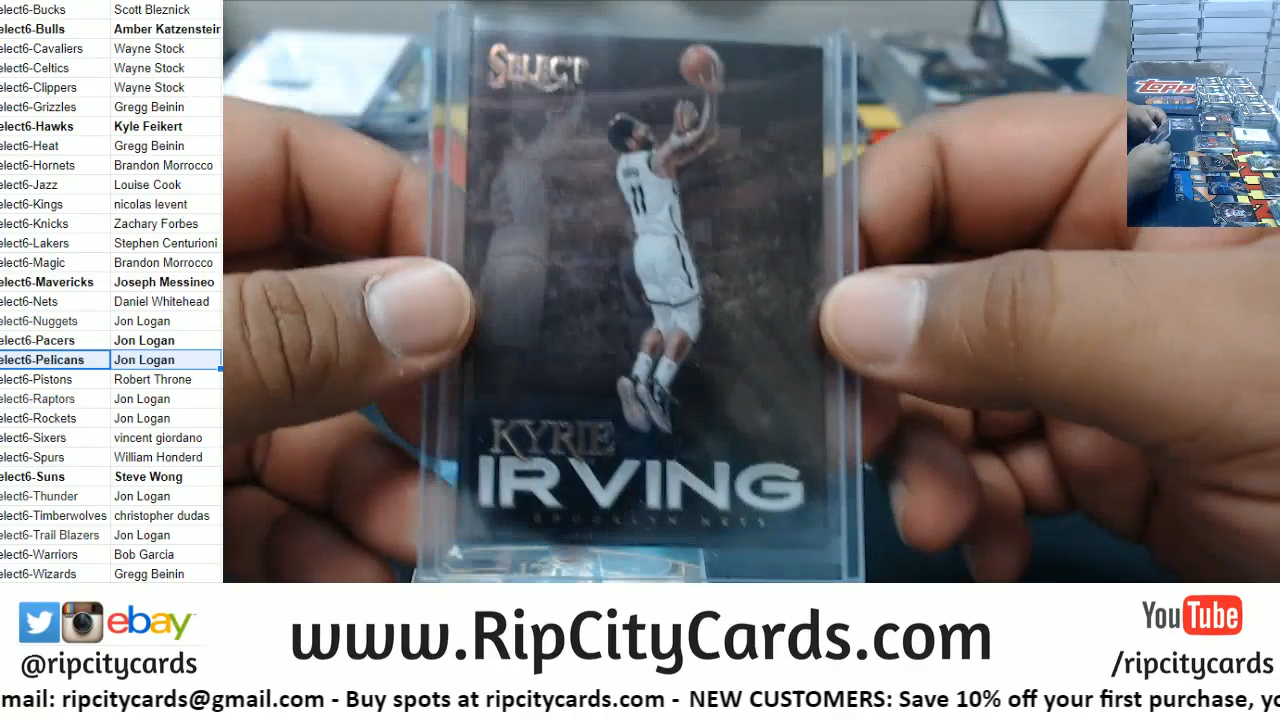 elect6-Bucks Scott Bleznick
elect6-Bulls Amber Katzenstein
elect6-Cavaliers Wayne Stock
elect6-Celtics Wayne Stock
elect6-Clippers Wayne Stock
elect6-Grizzles Gregg Beinin
elect6-Hawks Kyle Feikert
elect6-Heat Gregg Beinin
elect6-Hornets Brandon Morrocco
elect6-Jazz Louise Cook
elect6-Kings nicolas levent
elect6-Knicks Zachary Forbes
elect6-Lakers Stephen Centurioni
elect6-Magic Brandon Morrocco
elect6-Mavericks Joseph Messineo
elect6-Nets Daniel Whitehead
elect6-Nuggets Jon Logan
elect6-Pacers Jon Logan
elect6-Pelicans Jon Logan
elect6-Pistons Robert Throne
elect6-Raptors Jon Logan
elect6-Rockets Jon Logan
elect6-Sixers vincent giordano
elect6-Spurs William Honderd
elect6-Suns Steve Wong
elect6-Thunder Jon Logan
elect6-Timberwolves christopher dudas
elect6-Trail Blazers Jon Logan
elect6-Warriors Bob Garcia
elect6-Wizards Gregg Beinin
SELECT
11
KYRIE
IRVING
BROOKLYN NETS
TOPPS
ebay™
@ripcitycards
www.RipCityCards.com
YouTube
/ripcitycards
mail: ripcitycards@gmail.com - Buy spots at ripcitycards.com - NEW CUSTOMERS: Save 10% off your first purchase, yo